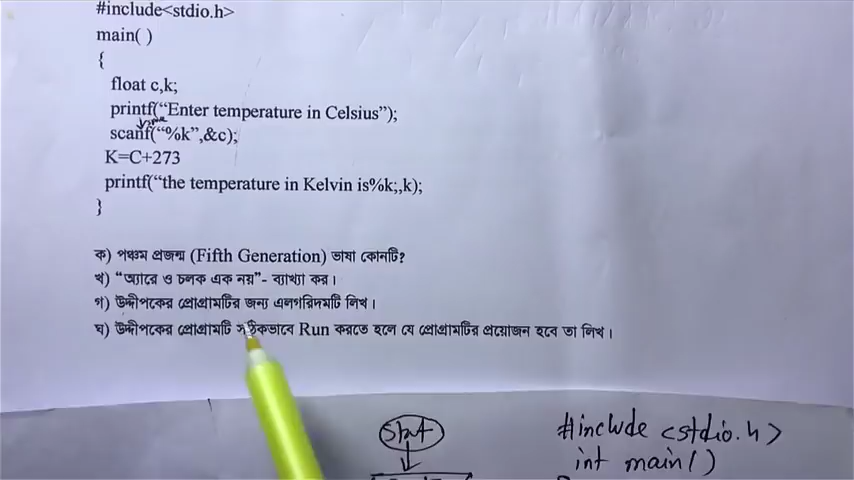 #include<stdio.h>
main( )
{
float c,k;
printf(“Enter temperature in Celsius”);
scanf(“%k”,&c);
K=C+273
printf(“the temperature in Kelvin is%k;,k);
}
ক) পঞ্চম প্রজন্ম (Fifth Generation) ভাষা কোনটি?
খ) “অ্যারে ও চলক এক নয়”- ব্যাখ্যা কর।
গ) উদ্দীপকের প্রোগ্রামটির জন্য এলগরিদমটি লিখ।
ঘ) উদ্দীপকের প্রোগ্রামটি সঠিকভাবে Run করতে হলে যে প্রোগ্রামটির প্রয়োজন হবে তা লিখ।
Start
#include <stdio.h>
int main()